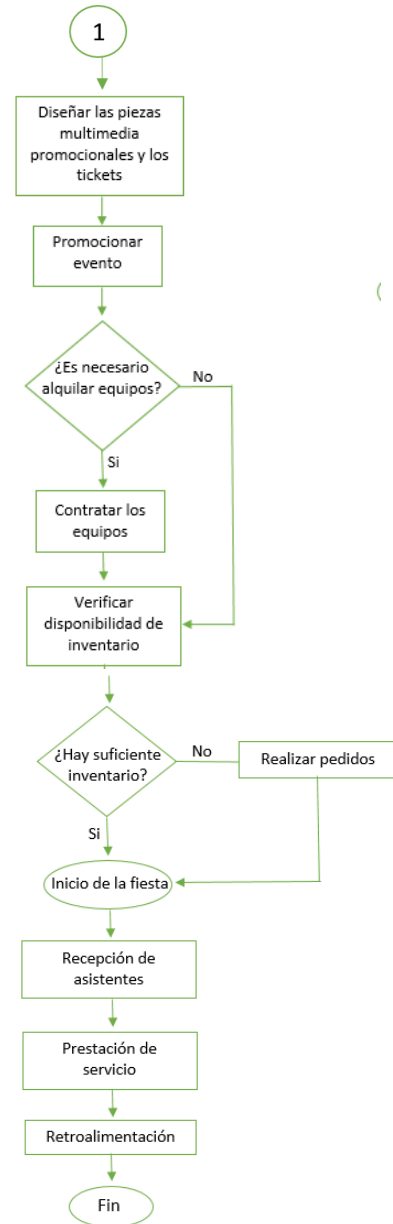 1
Diseñar las piezas
multimedia
promocionales y los
tickets
Promocionar
evento
¿Es necesario
alquilar equipos?
No
Si
Contratar los
equipos
Verificar
disponibilidad de
inventario
¿Hay suficiente
inventario?
No
Realizar pedidos
Si
Inicio de la fiesta
Recepción de
asistentes
Prestación de
servicio
Retroalimentación
Fin